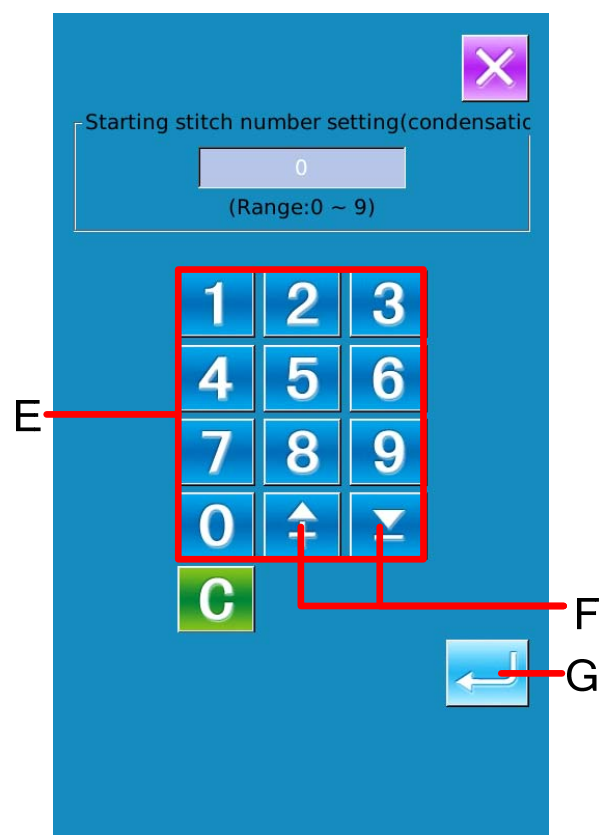 Starting stitch number setting(condensatic
0
(Range:0 ~ 9)
1 2 3
4 5 6
E
7 8 9
0
C
F
G